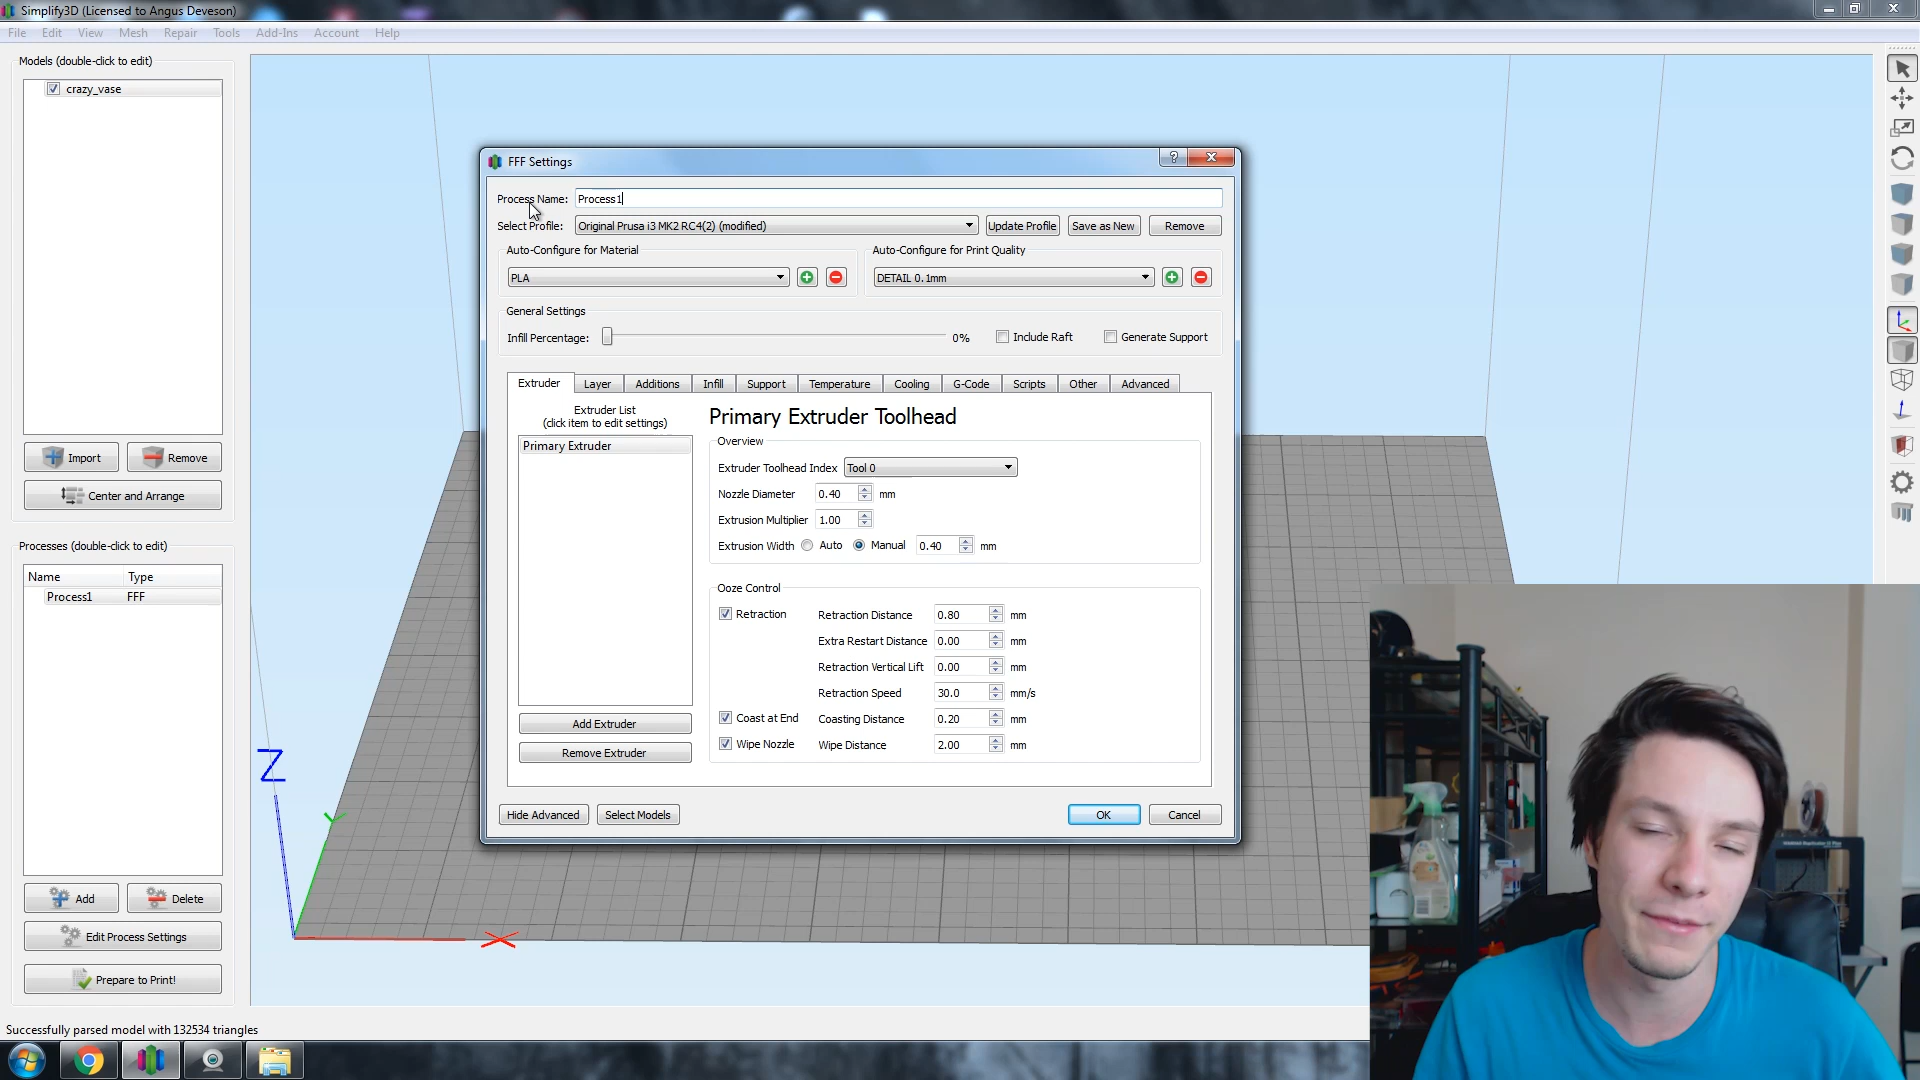 Simplify3D (Licensed to Angus Deveson)
File Edit View Mesh Repair Tools Add-Ins Account Help
Models (double-click to edit)
crazy_vase
Import Remove
Center and Arrange
Processes (double-click to edit)
Name Type
Process1 FFF
Add Delete
Edit Process Settings
Prepare to Print!
Successfully parsed model with 132534 triangles
FFF Settings
Process Name: Process1
Select Profile: Original Prusa i3 MK2 RC4(2) (modified) Update Profile Save as New Remove
Auto-Configure for Material Auto-Configure for Print Quality
PLA DETAIL 0.1mm
General Settings
Infill Percentage: 0% Include Raft Generate Support
Extruder Layer Additions Infill Support Temperature Cooling G-Code Scripts Other Advanced
Extruder List
(click item to edit settings)
Primary Extruder
Add Extruder
Remove Extruder
Primary Extruder Toolhead
Overview
Extruder Toolhead Index Tool 0
Nozzle Diameter 0.40 mm
Extrusion Multiplier 1.00
Extrusion Width Auto Manual 0.40 mm
Ooze Control
Retraction Retraction Distance 0.80 mm
Extra Restart Distance 0.00 mm
Retraction Vertical Lift 0.00 mm
Retraction Speed 30.0 mm/s
Coast at End Coasting Distance 0.20 mm
Wipe Nozzle Wipe Distance 2.00 mm
Hide Advanced Select Models OK Cancel
Z